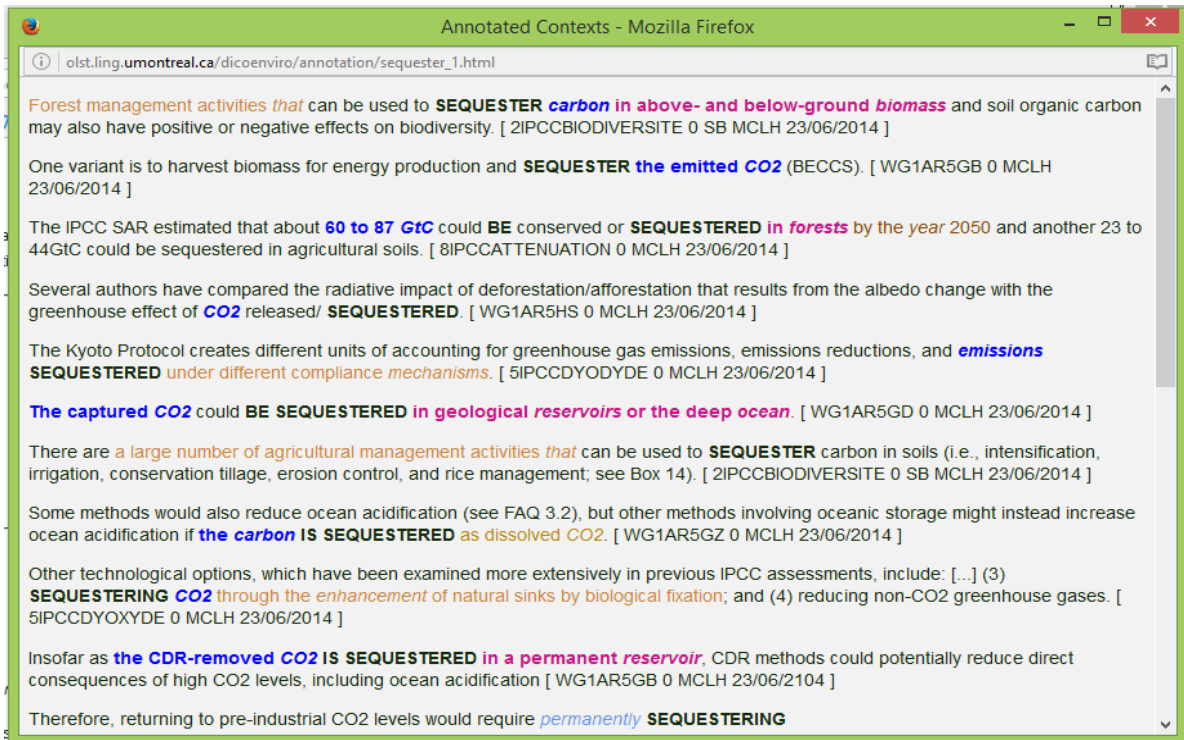 Annotated Contexts - Mozilla Firefox
olst.ling.umontreal.ca/dicoenviro/annotation/sequester_1.html
Forest management activities that can be used to SEQUESTER carbon in above- and below-ground biomass and soil organic carbon
may also have positive or negative effects on biodiversity. [ 2IPCCBIODIVERSITE 0 SB MCLH 23/06/2014 ]
One variant is to harvest biomass for energy production and SEQUESTER the emitted CO2 (BECCS). [ WG1AR5GB 0 MCLH
23/06/2014 ]
The IPCC SAR estimated that about 60 to 87 GtC could BE conserved or SEQUESTERED in forests by the year 2050 and another 23 to
44GtC could be sequestered in agricultural soils. [ 8IPCCATTENUATION 0 MCLH 23/06/2014 ]
Several authors have compared the radiative impact of deforestation/afforestation that results from the albedo change with the
greenhouse effect of CO2 released/ SEQUESTERED. [ WG1AR5HS 0 MCLH 23/06/2014 ]
The Kyoto Protocol creates different units of accounting for greenhouse gas emissions, emissions reductions, and emissions
SEQUESTERED under different compliance mechanisms. [ 5IPCCDYODYDE 0 MCLH 23/06/2014 ]
The captured CO2 could BE SEQUESTERED in geological reservoirs or the deep ocean. [ WG1AR5GD 0 MCLH 23/06/2014 ]
There are a large number of agricultural management activities that can be used to SEQUESTER carbon in soils (i.e., intensification,
irrigation, conservation tillage, erosion control, and rice management; see Box 14). [ 2IPCCBIODIVERSITE 0 SB MCLH 23/06/2014 ]
Some methods would also reduce ocean acidification (see FAQ 3.2), but other methods involving oceanic storage might instead increase
ocean acidification if the carbon IS SEQUESTERED as dissolved CO2. [ WG1AR5GZ 0 MCLH 23/06/2014 ]
Other technological options, which have been examined more extensively in previous IPCC assessments, include: [...] (3)
SEQUESTERING CO2 through the enhancement of natural sinks by biological fixation; and (4) reducing non-CO2 greenhouse gases. [
5IPCCDYOXYDE 0 MCLH 23/06/2014 ]
Insofar as the CDR-removed CO2 IS SEQUESTERED in a permanent reservoir, CDR methods could potentially reduce direct
consequences of high CO2 levels, including ocean acidification [ WG1AR5GB 0 MCLH 23/06/2104 ]
Therefore, returning to pre-industrial CO2 levels would require permanently SEQUESTERING